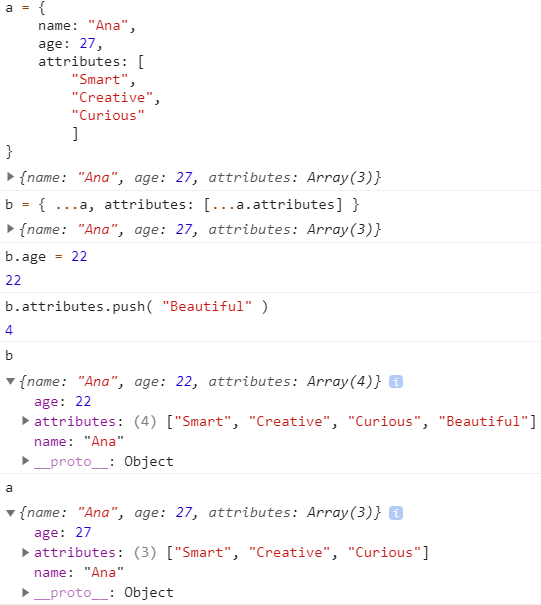 a = {
    name: "Ana",
    age: 27,
    attributes: [
        "Smart",
        "Creative",
        "Curious"
        ]
}
▶{name: "Ana", age: 27, attributes: Array(3)}
b = { ...a, attributes: [...a.attributes] }
▶{name: "Ana", age: 27, attributes: Array(3)}
b.age = 22
22
b.attributes.push( "Beautiful" )
4
b
▼{name: "Ana", age: 22, attributes: Array(4)} i
age: 22
▶attributes: (4) ["Smart", "Creative", "Curious", "Beautiful"]
name: "Ana"
▶__proto__: Object
a
▼{name: "Ana", age: 27, attributes: Array(3)} i
age: 27
▶attributes: (3) ["Smart", "Creative", "Curious"]
name: "Ana"
▶__proto__: Object